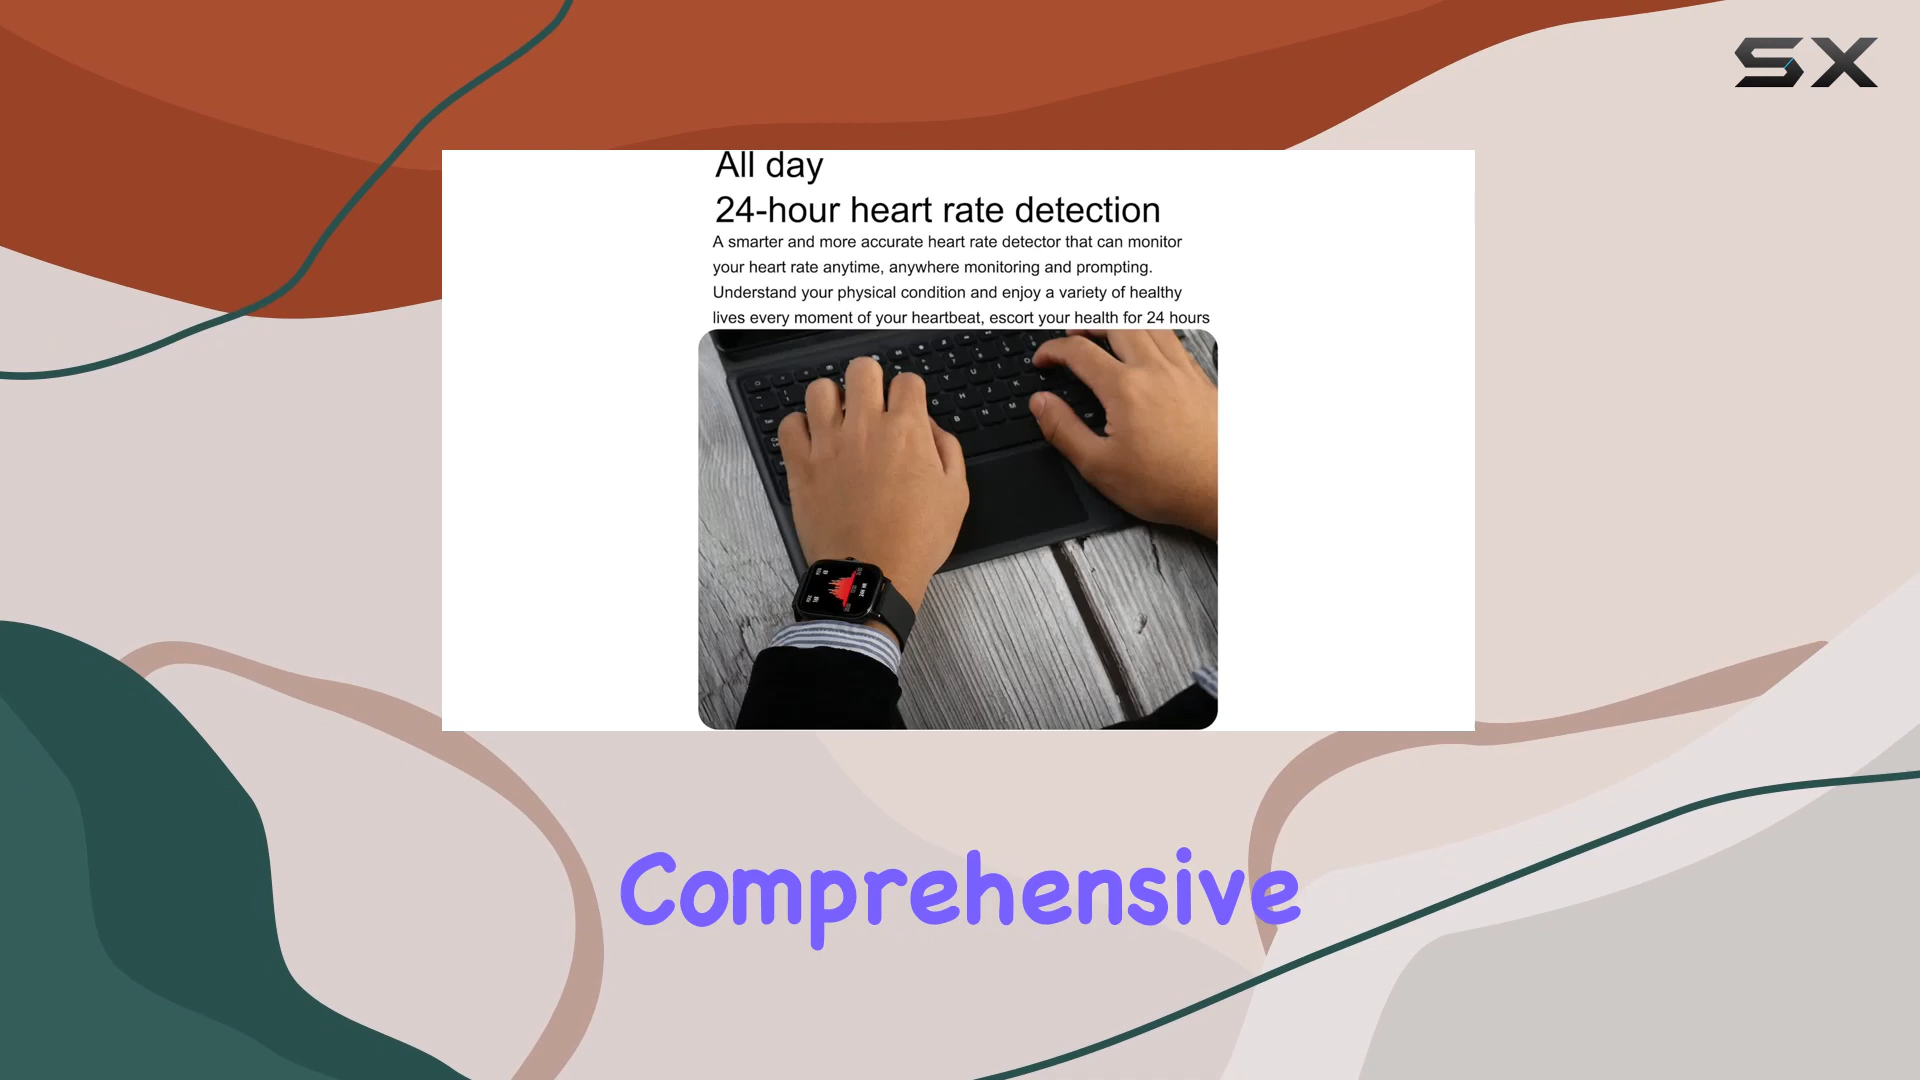 SX
All day
24-hour heart rate detection
A smarter and more accurate heart rate detector that can monitor
your heart rate anytime, anywhere monitoring and prompting.
Understand your physical condition and enjoy a variety of healthy
lives every moment of your heartbeat, escort your health for 24 hours
Comprehensive